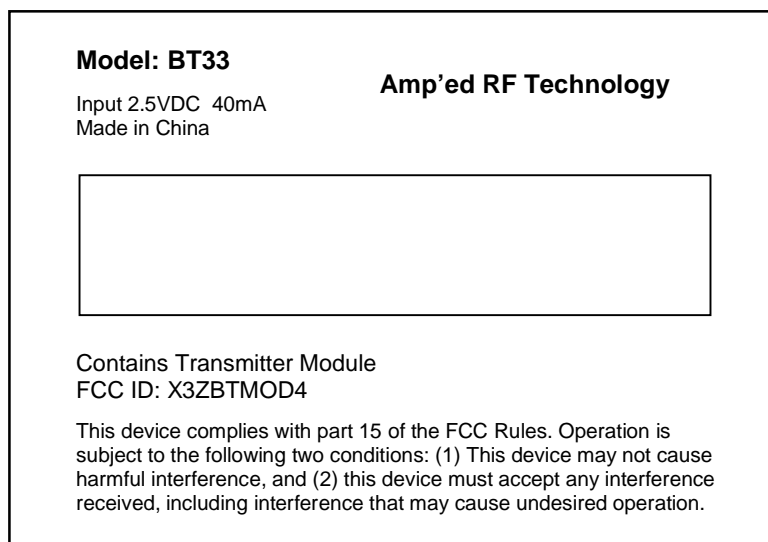 Model: BT33
Amp'ed RF Technology
Input 2.5VDC 40mA
Made in China
Contains Transmitter Module
FCC ID: X3ZBTMOD4
This device complies with part 15 of the FCC Rules. Operation is
subject to the following two conditions: (1) This device may not cause
harmful interference, and (2) this device must accept any interference
received, including interference that may cause undesired operation.